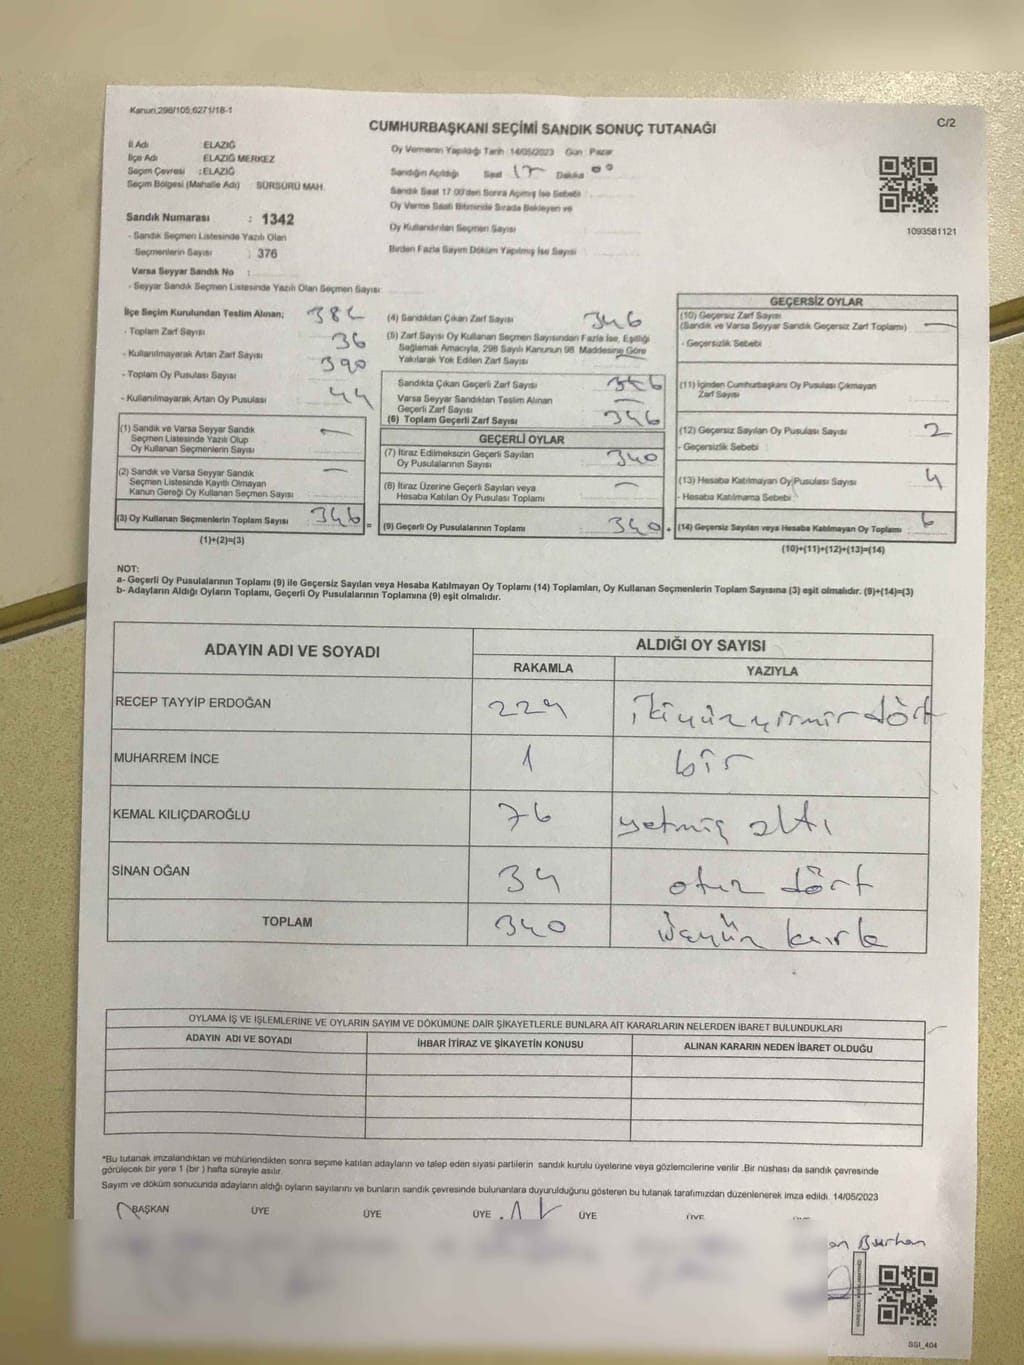 Kanun;298/105;6271/18-1
C/2
CUMHURBAŞKANI SEÇİMİ SANDIK SONUÇ TUTANAĞI
İl Adı ELAZIĞ
İlçe Adı : ELAZIĞ MERKEZ
Seçim Çevresi : ELAZIĞ
Seçim Bölgesi (Mahalle Adı) SÜRSÜRÜ MAH.
Sandık Numarası : 1342
- Sandık Seçmen Listesinde Yazılı Olan
Seçmenlerin Sayısı : 376
Varsa Seyyar Sandık No :
- Seyyar Sandık Seçmen Listesinde Yazılı Olan Seçmen Sayısı
Oy Vermenin Yapıldığı Tarih :14/05/2023 Gün : Pazar
Sandığın Açıldığı Saat 17 Dakika 00
Sandık Saat 17:00'den Sonra Açılmış İse Sebebi
Oy Verme Saati Bitiminde Sırada Bekleyen ve
Oy Kullandırılan Seçmen Sayısı
Birden Fazla Sayım Döküm Yapılmış İse Sayısı
1093581121
İlçe Seçim Kurulundan Teslim Alınan;
- Toplam Zarf Sayısı 382
- Kullanılmayarak Artan Zarf Sayısı 36
- Toplam Oy Pusulası Sayısı 390
- Kullanılmayarak Artan Oy Pusulası 44
(1) Sandık ve Varsa Seyyar Sandık
Seçmen Listesinde Yazılı Olup
Oy Kullanan Seçmenlerin Sayısı —
(2) Sandık ve Varsa Seyyar Sandık
Seçmen Listesinde Kayıtlı Olmayan
Kanun Gereği Oy Kullanan Seçmen Sayısı —
(3) Oy Kullanan Seçmenlerin Toplam Sayısı 346
(1)+(2)=(3)
=
(4) Sandıktan Çıkan Zarf Sayısı 346
(5) Zarf Sayısı Oy Kullanan Seçmen Sayısından Fazla İse, Eşitliği
Sağlamak Amacıyla, 298 Sayılı Kanunun 98. Maddesine Göre
Yakılarak Yok Edilen Zarf Sayısı —
Sandıkta Çıkan Geçerli Zarf Sayısı 346
Varsa Seyyar Sandıktan Teslim Alınan
Geçerli Zarf Sayısı —
(6) Toplam Geçerli Zarf Sayısı 346
GEÇERLİ OYLAR
(7) İtiraz Edilmeksizin Geçerli Sayılan
Oy Pusulalarının Sayısı 340
(8) İtiraz Üzerine Geçerli Sayılan veya
Hesaba Katılan Oy Pusulası Toplamı —
(9) Geçerli Oy Pusulalarının Toplamı 340
+
GEÇERSİZ OYLAR
(10) Geçersiz Zarf Sayısı
(Sandık ve Varsa Seyyar Sandık Geçersiz Zarf Toplamı) —
- Geçersizlik Sebebi
(11) İçinden Cumhurbaşkanı Oy Pusulası Çıkmayan
Zarf Sayısı
(12) Geçersiz Sayılan Oy Pusulası Sayısı 2
- Geçersizlik Sebebi
(13) Hesaba Katılmayan Oy Pusulası Sayısı 4
- Hesaba Katılmama Sebebi
(14) Geçersiz Sayılan veya Hesaba Katılmayan Oy Toplamı 6
(10)+(11)+(12)+(13)=(14)
NOT:
a- Geçerli Oy Pusulalarının Toplamı (9) ile Geçersiz Sayılan veya Hesaba Katılmayan Oy Toplamı (14) Toplamları, Oy Kullanan Seçmenlerin Toplam Sayısına (3) eşit olmalıdır. (9)+(14)=(3)
b- Adayların Aldığı Oyların Toplamı, Geçerli Oy Pusulalarının Toplamına (9) eşit olmalıdır.
ADAYIN ADI VE SOYADI
ALDIĞI OY SAYISI
RAKAMLA YAZIYLA
RECEP TAYYİP ERDOĞAN 229 ikiyüzyirmir dört
MUHARREM İNCE 1 bir
KEMAL KILIÇDAROĞLU 76 yetmiş altı
SİNAN OĞAN 34 otuz dört
TOPLAM 340 üçyüz kırk
OYLAMA İŞ VE İŞLEMLERİNE VE OYLARIN SAYIM VE DÖKÜMÜNE DAİR ŞİKAYETLERLE BUNLARA AİT KARARLARIN NELERDEN İBARET BULUNDUKLARI
ADAYIN ADI VE SOYADI İHBAR İTİRAZ VE ŞİKAYETİN KONUSU ALINAN KARARIN NEDEN İBARET OLDUĞU
*Bu tutanak imzalandıktan ve mühürlendikten sonra seçime katılan adayların ve talep eden siyasi partilerin sandık kurulu üyelerine veya gözlemcilerine verilir .Bir nüshası da sandık çevresinde
görülecek bir yere 1 (bir ) hafta süreyle asılır.
Sayım ve döküm sonucunda adayların aldığı oyların sayılarını ve bunların sandık çevresinde bulunanlara duyurulduğunu gösteren bu tutanak tarafımızdan düzenlenerek imza edildi. 14/05/2023
BAŞKAN ÜYE ÜYE ÜYE ÜYE ÜYE
an Burhan
SSI_404